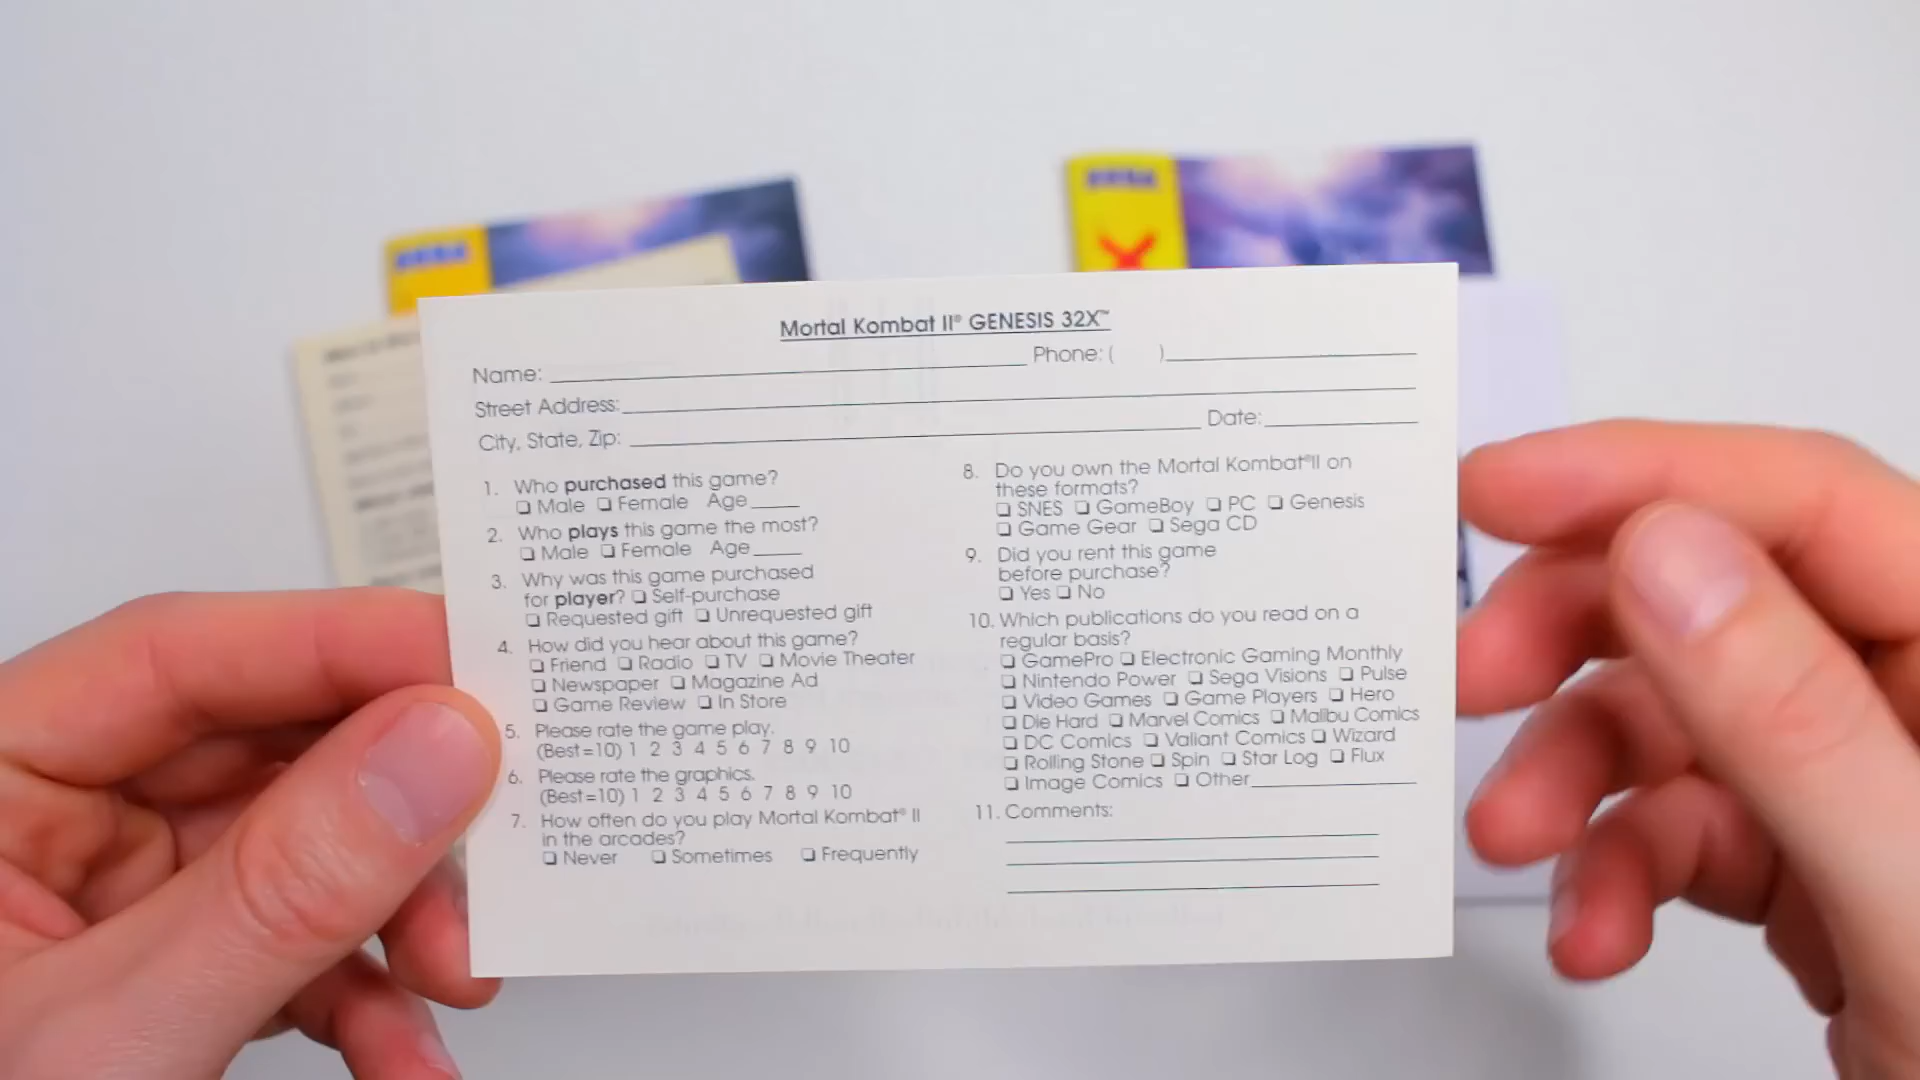 SEGA
SEGA
Mortal Kombat II® GENESIS 32X™
Name: Phone: ( )
Street Address:
City, State, Zip: Date:
1. Who purchased this game?
❏ Male ❏ Female Age
2. Who plays this game the most?
❏ Male ❏ Female Age
3. Why was this game purchased
for player? ❏ Self-purchase
❏ Requested gift ❏ Unrequested gift
4. How did you hear about this game?
❏ Friend ❏ Radio ❏ TV ❏ Movie Theater
❏ Newspaper ❏ Magazine Ad
❏ Game Review ❏ In Store
5. Please rate the game play.
(Best=10) 1 2 3 4 5 6 7 8 9 10
6. Please rate the graphics.
(Best=10) 1 2 3 4 5 6 7 8 9 10
7. How often do you play Mortal Kombat® II
in the arcades?
❏ Never ❏ Sometimes ❏ Frequently
8. Do you own the Mortal Kombat®II on
these formats?
❏ SNES ❏ GameBoy ❏ PC ❏ Genesis
❏ Game Gear ❏ Sega CD
9. Did you rent this game
before purchase?
❏ Yes ❏ No
10. Which publications do you read on a
regular basis?
❏ GamePro ❏ Electronic Gaming Monthly
❏ Nintendo Power ❏ Sega Visions ❏ Pulse
❏ Video Games ❏ Game Players ❏ Hero
❏ Die Hard ❏ Marvel Comics ❏ Malibu Comics
❏ DC Comics ❏ Valiant Comics ❏ Wizard
❏ Rolling Stone ❏ Spin ❏ Star Log ❏ Flux
❏ Image Comics ❏ Other
11. Comments: